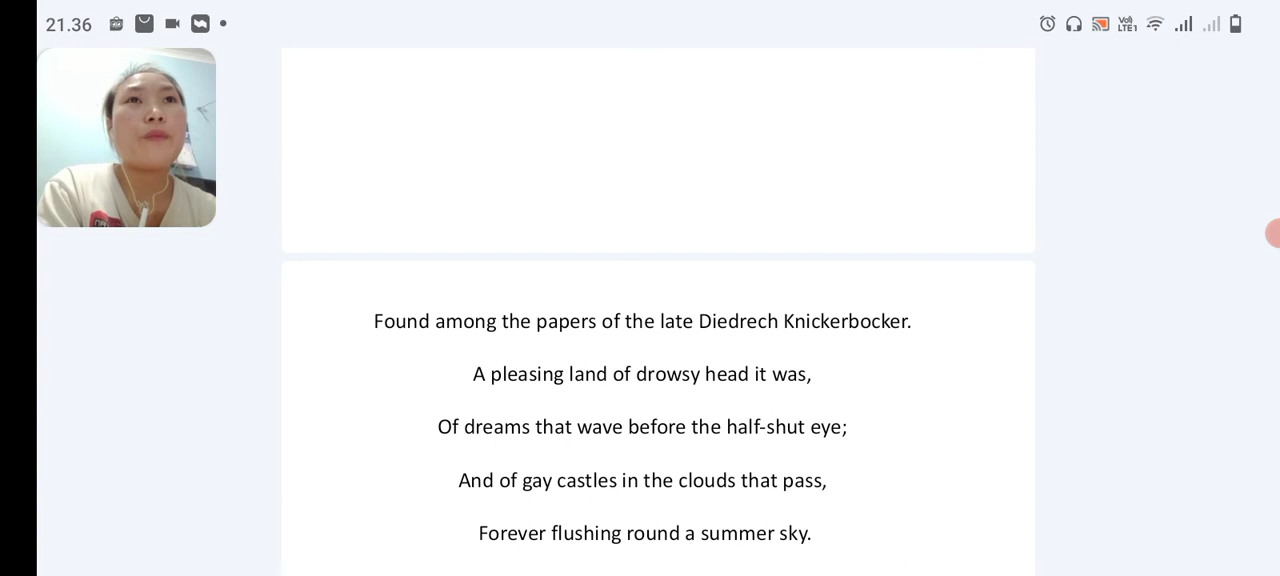 21.36
Vo)) LTE1
Found among the papers of the late Diedrech Knickerbocker.
A pleasing land of drowsy head it was,
Of dreams that wave before the half-shut eye;
And of gay castles in the clouds that pass,
Forever flushing round a summer sky.